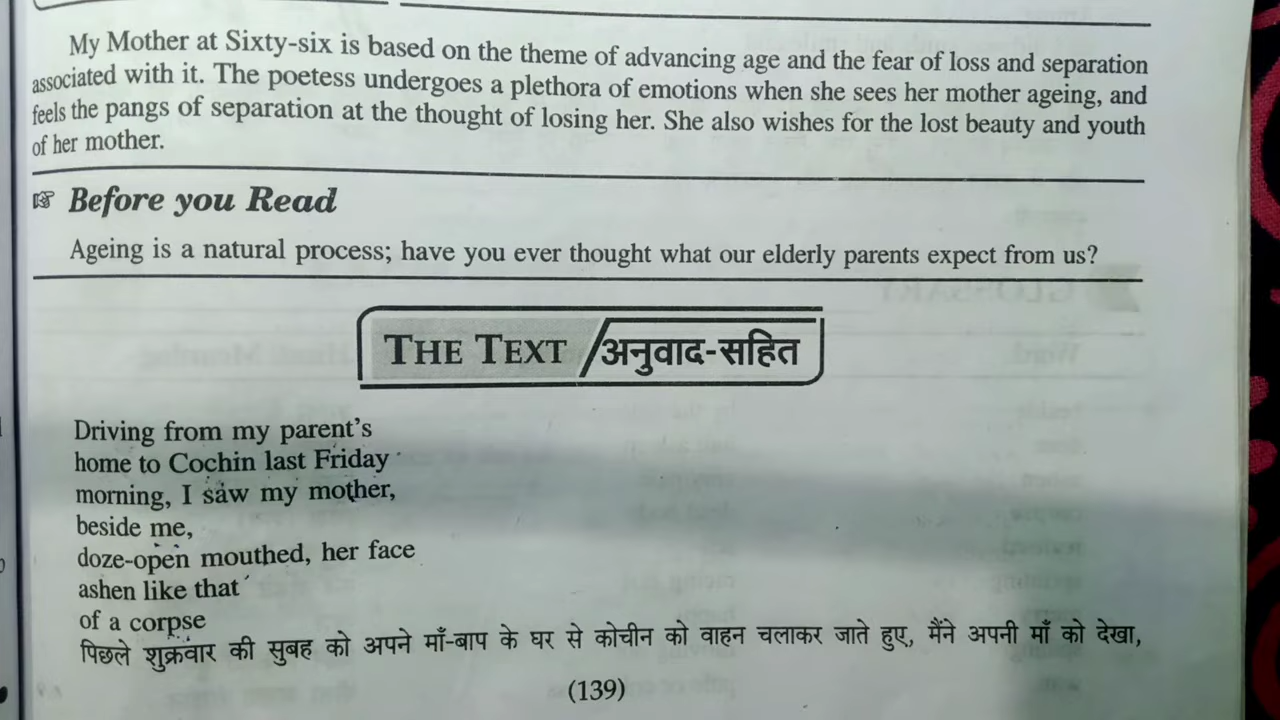 My Mother at Sixty-six is based on the theme of advancing age and the fear of loss and separation
associated with it. The poetess undergoes a plethora of emotions when she sees her mother ageing, and
feels the pangs of separation at the thought of losing her. She also wishes for the lost beauty and youth
of her mother.
☞ Before you Read
Ageing is a natural process; have you ever thought what our elderly parents expect from us?
THE TEXT / अनुवाद-सहित
Driving from my parent's
home to Cochin last Friday
morning, I saw my mother,
beside me,
doze-open mouthed, her face
ashen like that
of a corpse
पिछले शुक्रवार की सुबह को अपने माँ-बाप के घर से कोचीन को वाहन चलाकर जाते हुए, मैंने अपनी माँ को देखा,
(139)